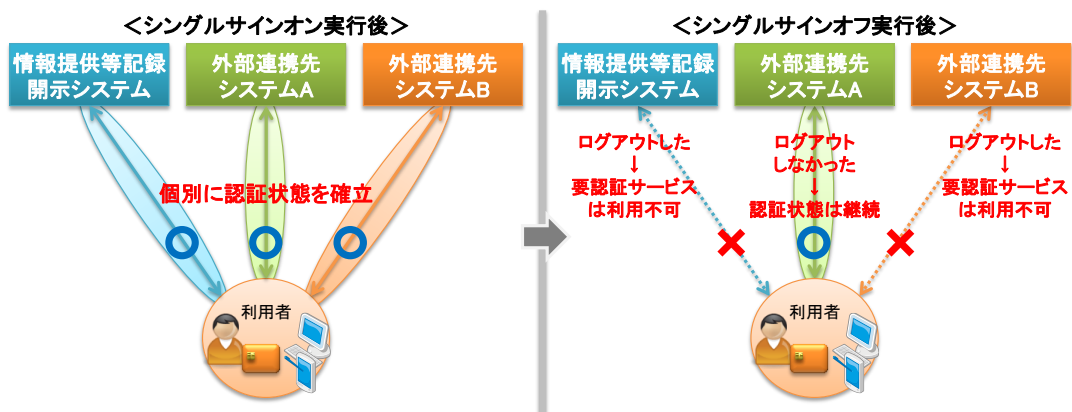 ＜シングルサインオン実行後＞
情報提供等記録
開示システム
外部連携先
システムA
外部連携先
システムB
個別に認証状態を確立
利用者
＜シングルサインオフ実行後＞
情報提供等記録
開示システム
外部連携先
システムA
外部連携先
システムB
ログアウトした
↓
要認証サービス
は利用不可
ログアウト
しなかった
↓
認証状態は継続
ログアウトした
↓
要認証サービス
は利用不可
利用者